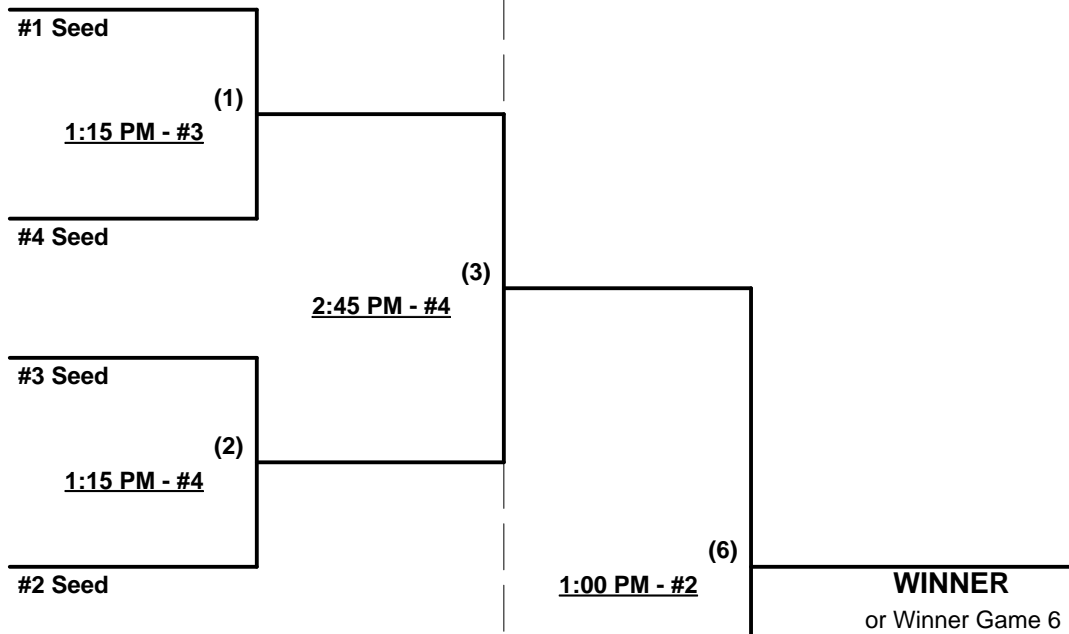 #1 Seed
(1)
1:15 PM - #3
#4 Seed
(3)
2:45 PM - #4
#3 Seed
(2)
1:15 PM - #4
(6)
#2 Seed
1:00 PM - #2
WINNER
or Winner Game 6